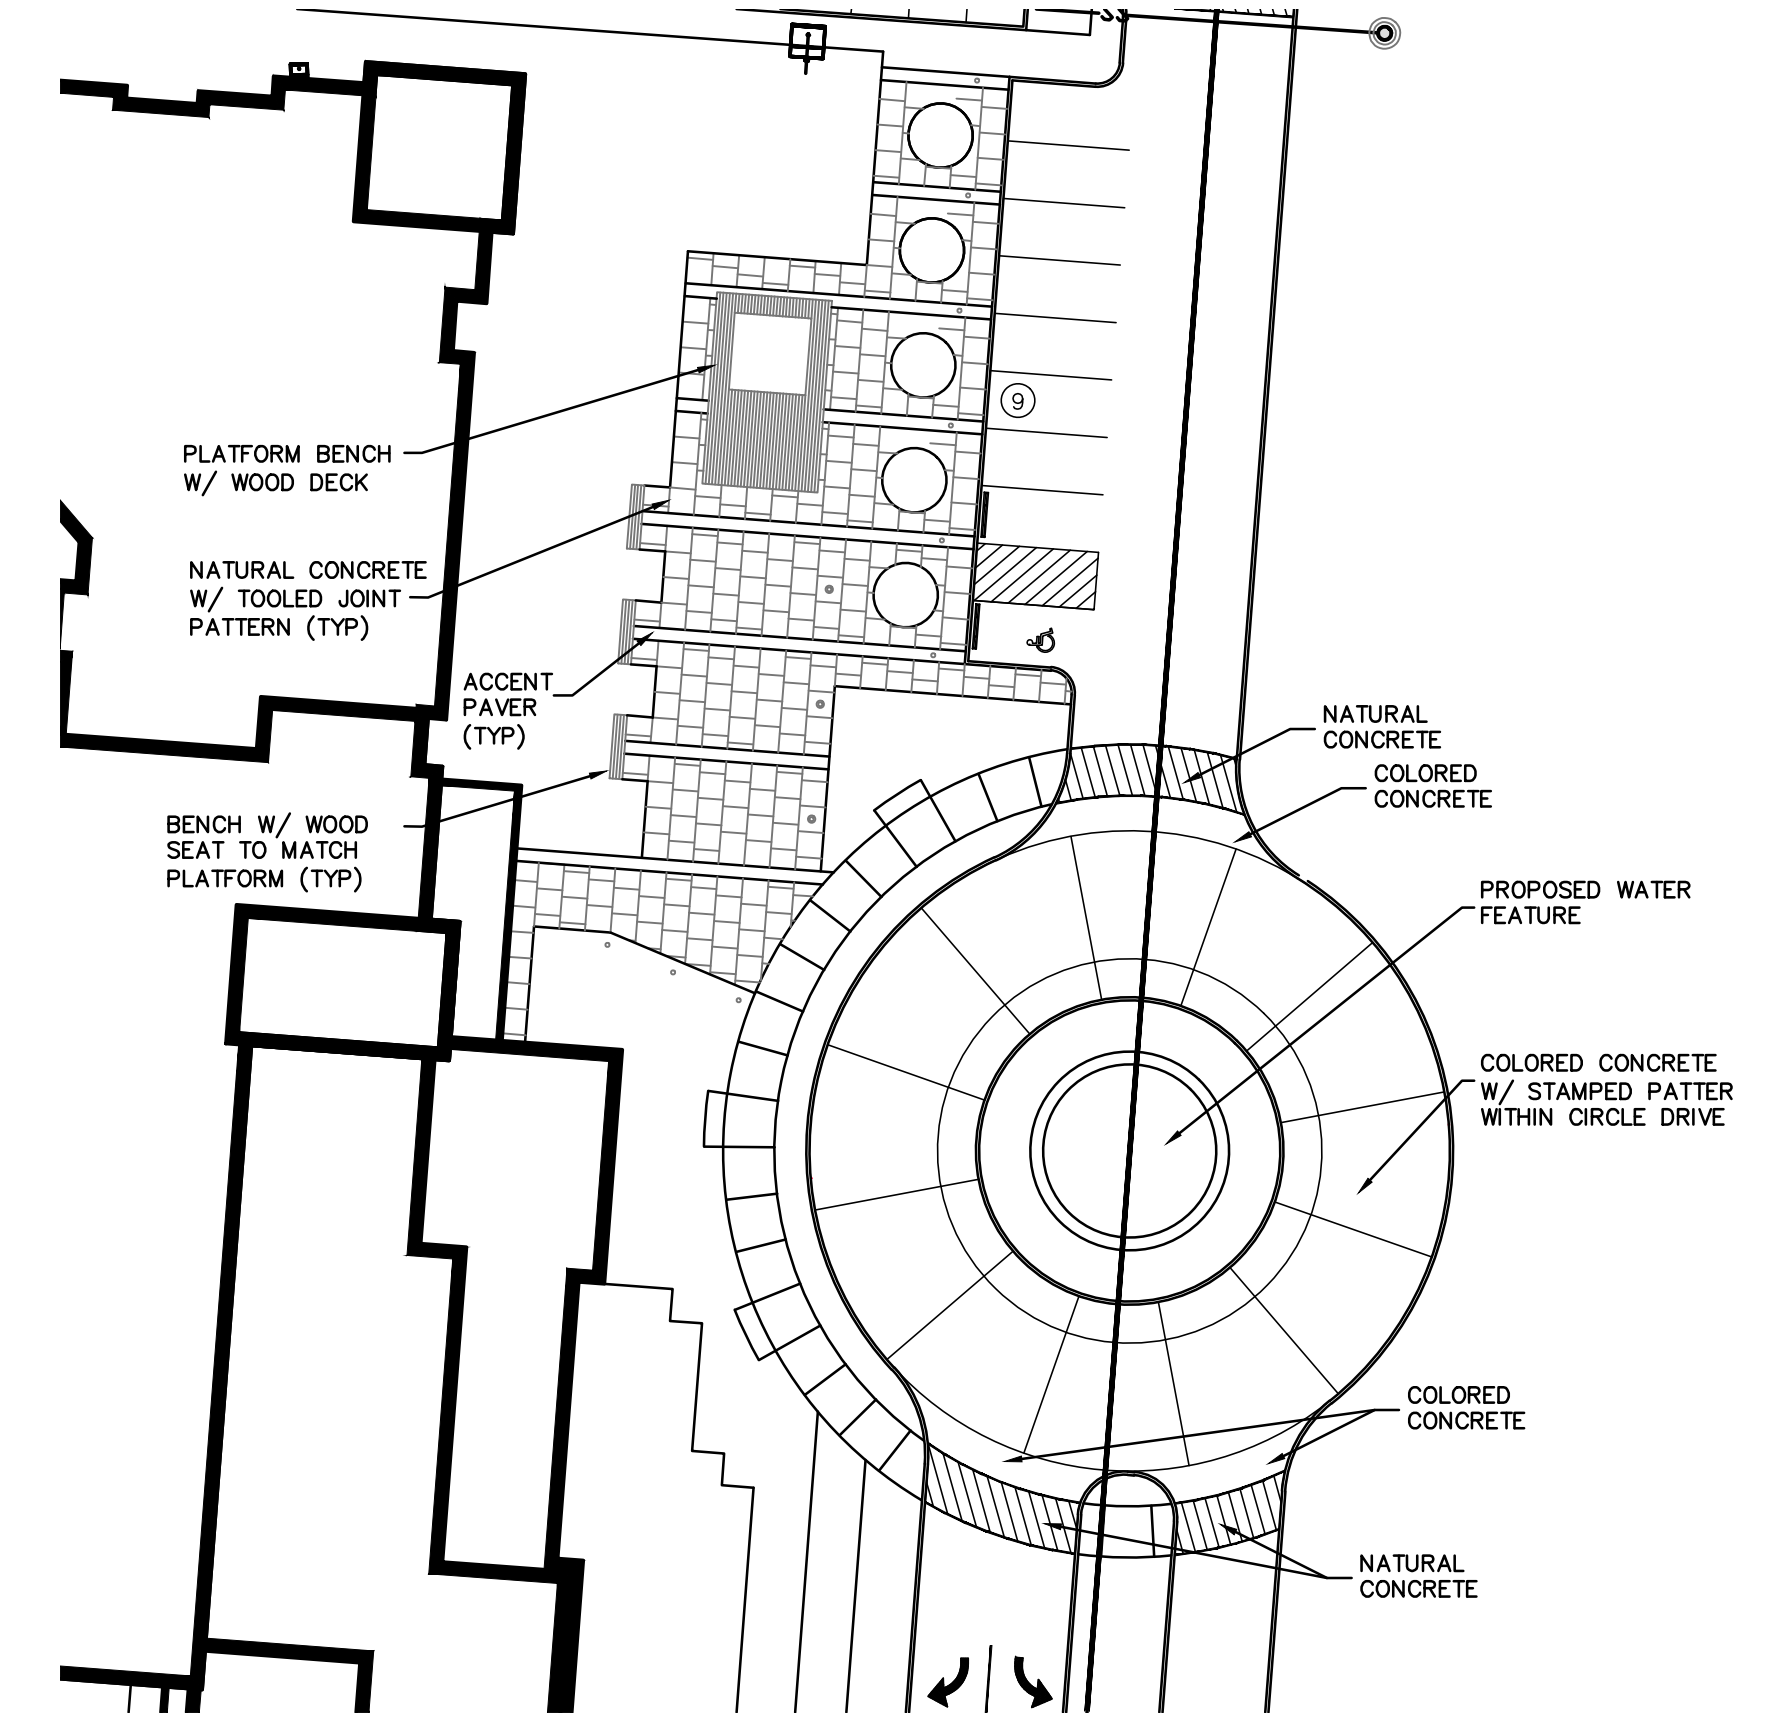 SS
9
PLATFORM BENCH
W/ WOOD DECK
NATURAL CONCRETE
W/ TOOLED JOINT
PATTERN (TYP)
ACCENT
PAVER
(TYP)
BENCH W/ WOOD
SEAT TO MATCH
PLATFORM (TYP)
NATURAL
CONCRETE
COLORED
CONCRETE
PROPOSED WATER
FEATURE
COLORED CONCRETE
W/ STAMPED PATTER
WITHIN CIRCLE DRIVE
COLORED
CONCRETE
NATURAL
CONCRETE